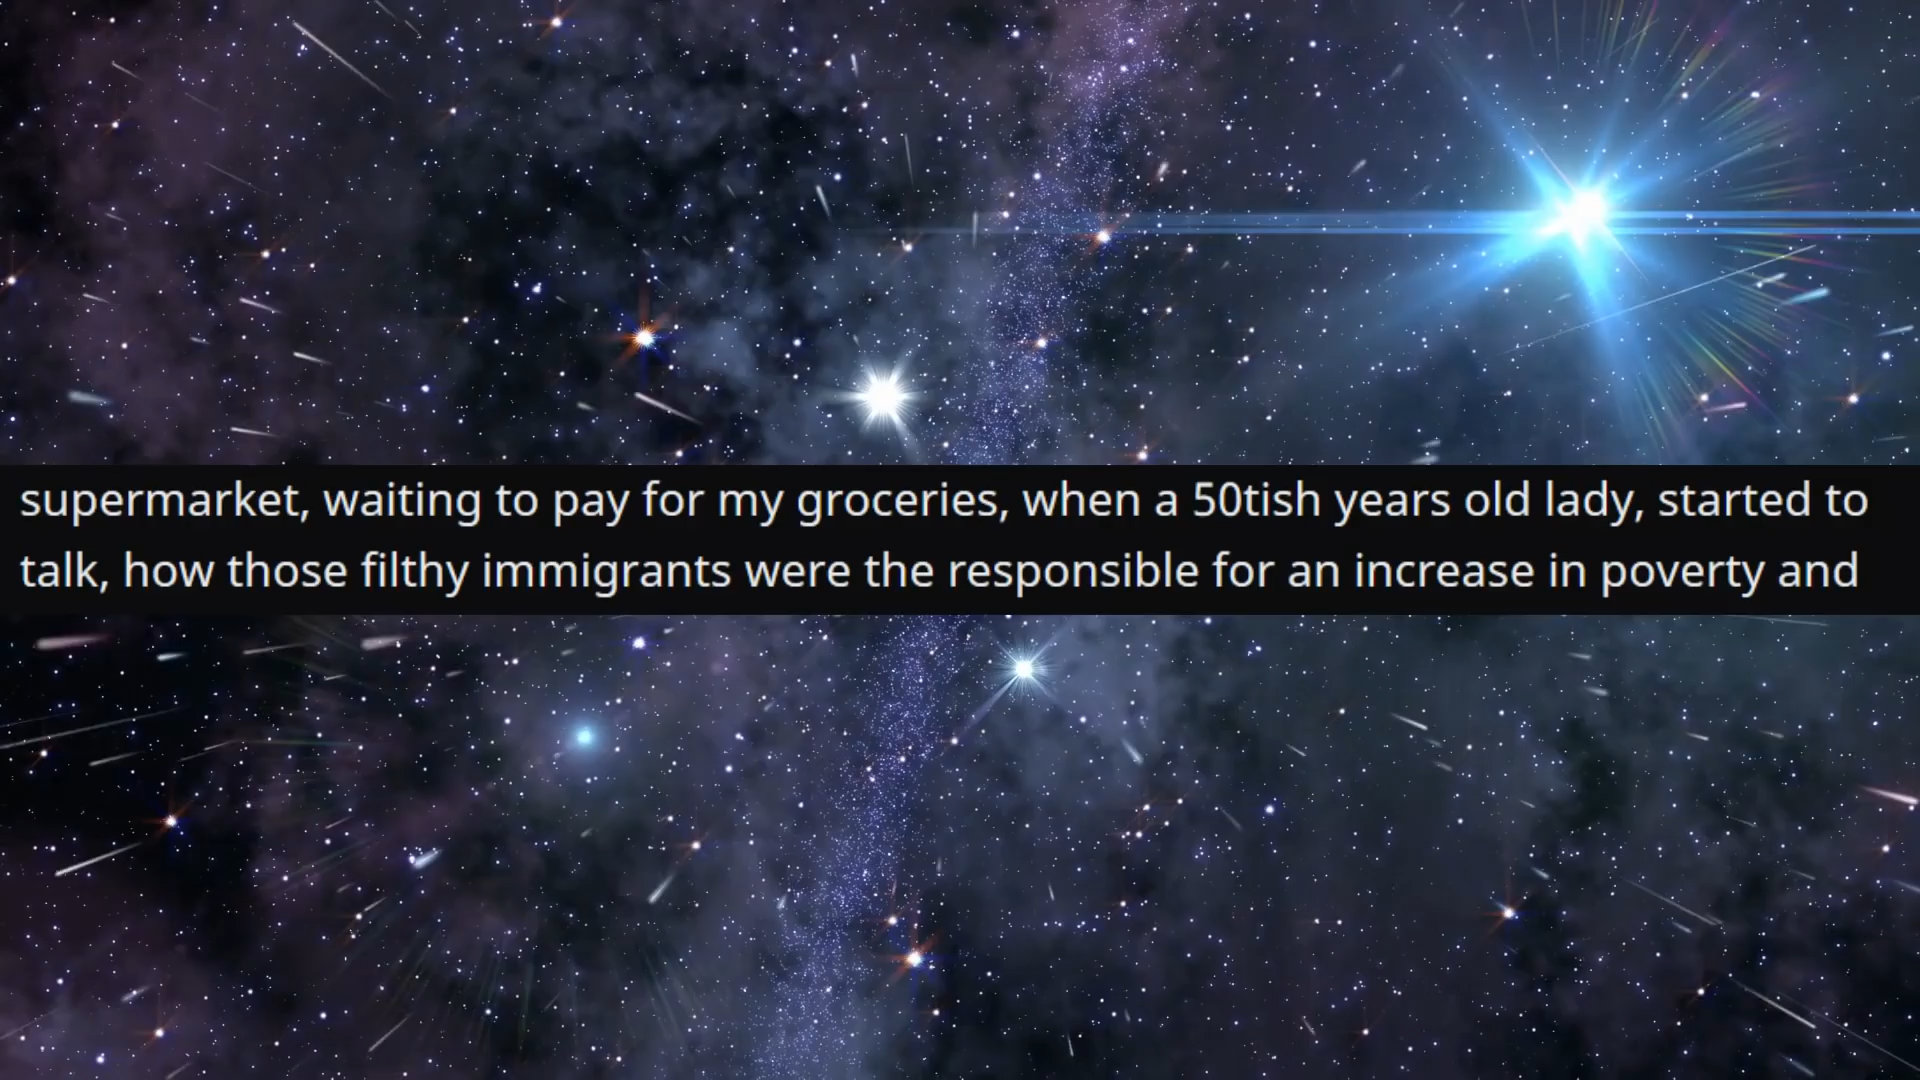 supermarket, waiting to pay for my groceries, when a 50tish years old lady, started to
talk, how those filthy immigrants were the responsible for an increase in poverty and